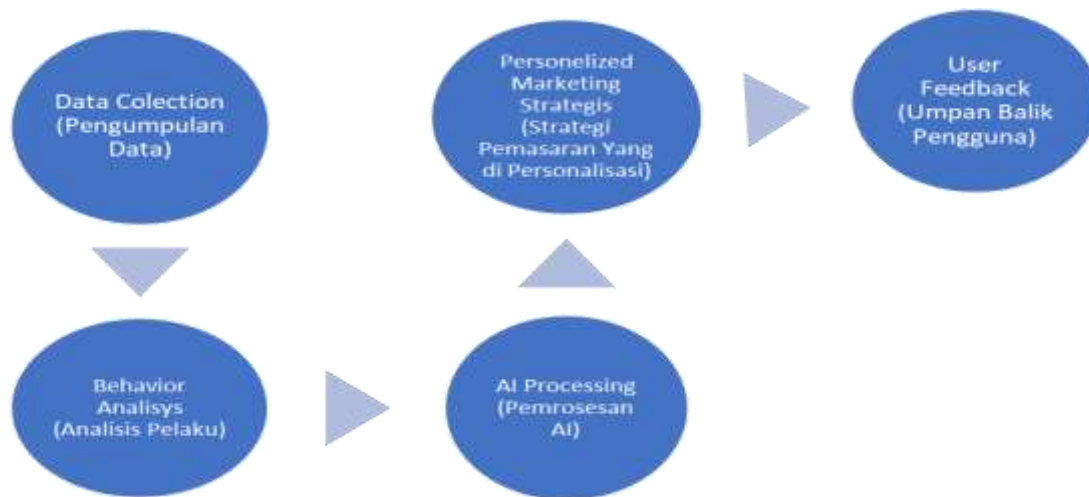 Data Colection
(Pengumpulan
Data)
Behavior
Analisys
(Analisis Pelaku)
AI Processing
(Pemrosesan
AI)
Personelized
Marketing
Strategis
(Strategi
Pemasaran Yang
di Personalisasi)
User
Feedback
(Umpan Balik
Pengguna)